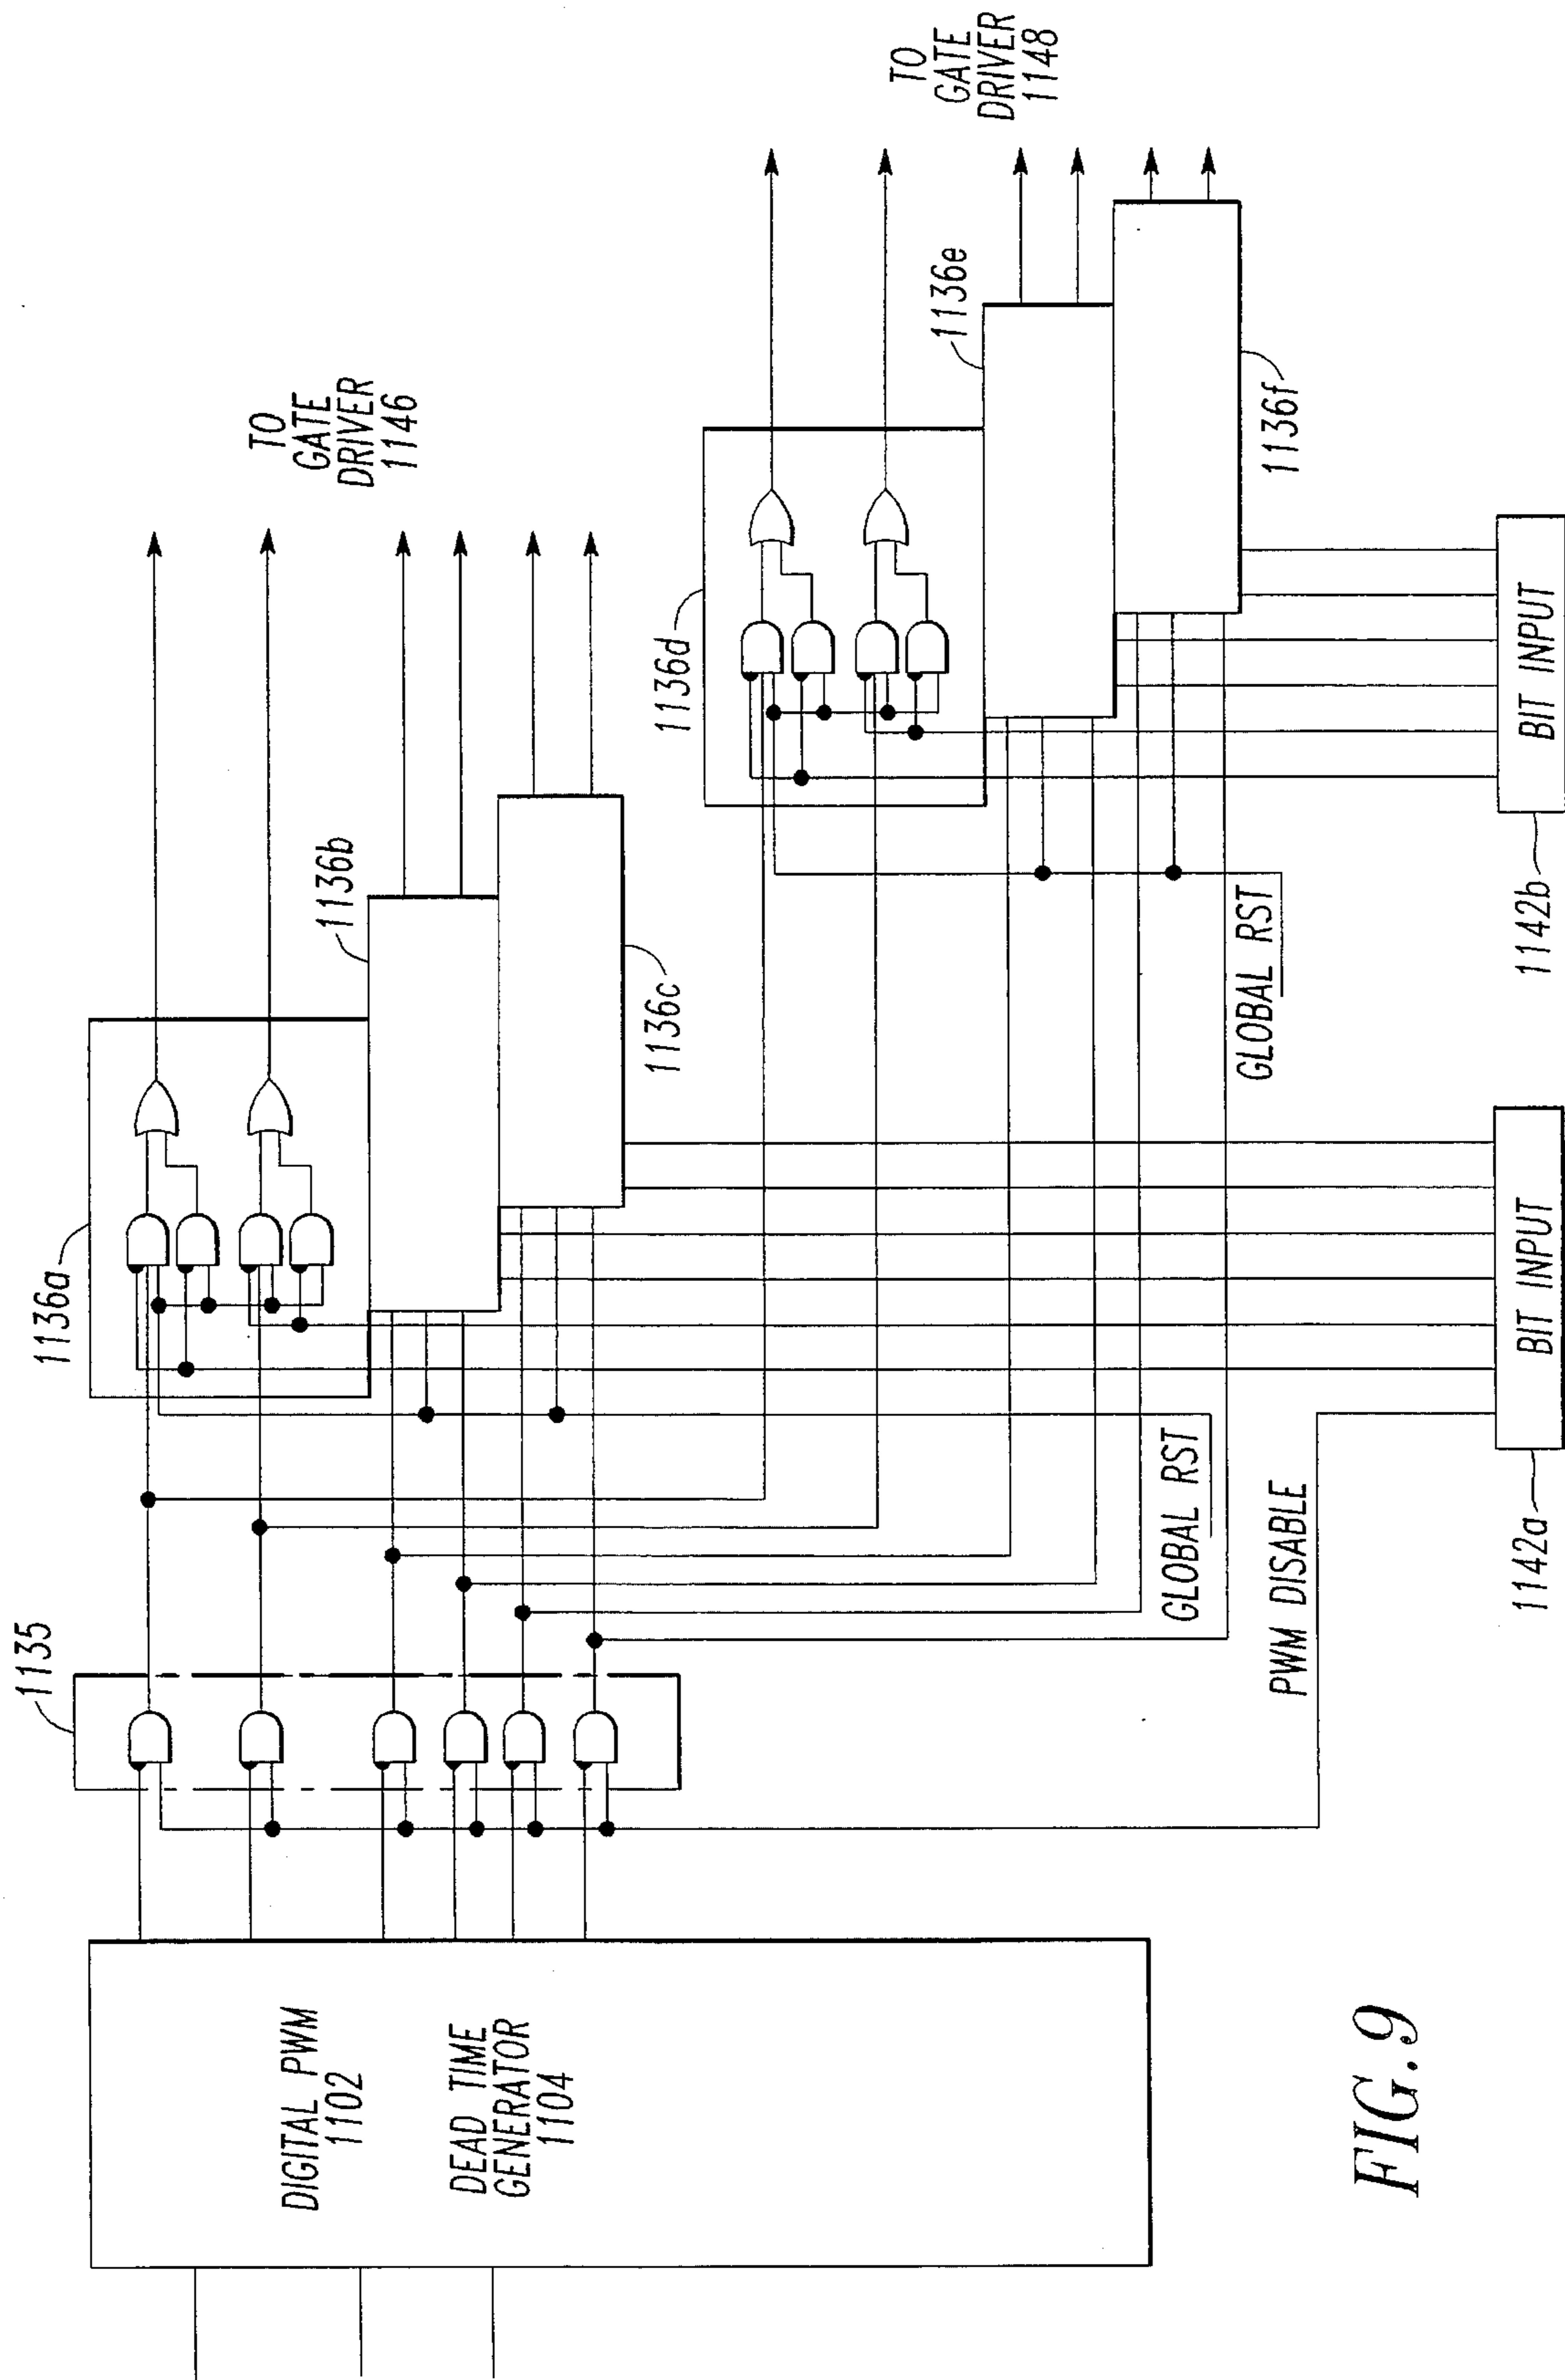 DIGITAL PWM
1102
DEAD TIME
GENERATOR
1104
1135
1136a
1136b
1136c
TO
GATE
DRIVER
1146
1136d
1136e
1136f
TO
GATE
DRIVER
1148
GLOBAL RST
GLOBAL RST
PWM DISABLE
BIT INPUT
1142a
BIT INPUT
1142b
FIG.9